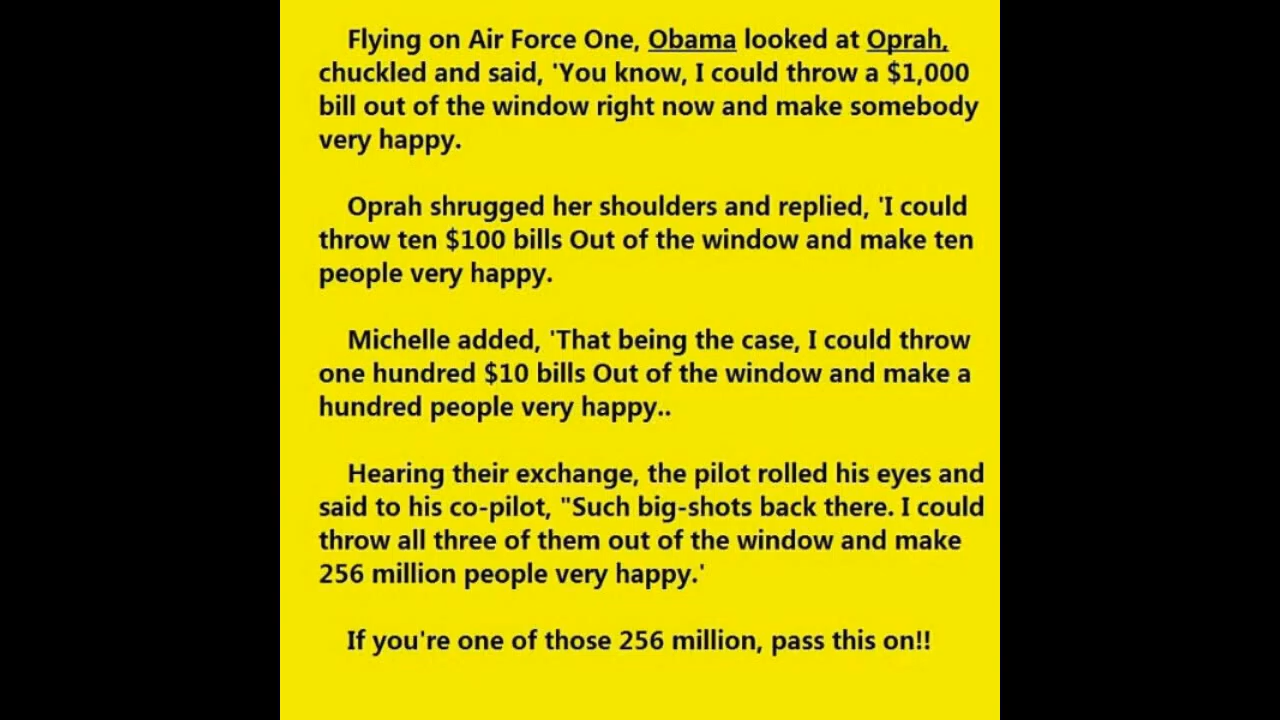 Flying on Air Force One, Obama looked at Oprah,
chuckled and said, 'You know, I could throw a $1,000
bill out of the window right now and make somebody
very happy.
Oprah shrugged her shoulders and replied, 'I could
throw ten $100 bills Out of the window and make ten
people very happy.
Michelle added, 'That being the case, I could throw
one hundred $10 bills Out of the window and make a
hundred people very happy..
Hearing their exchange, the pilot rolled his eyes and
said to his co-pilot, "Such big-shots back there. I could
throw all three of them out of the window and make
256 million people very happy.'
If you're one of those 256 million, pass this on!!